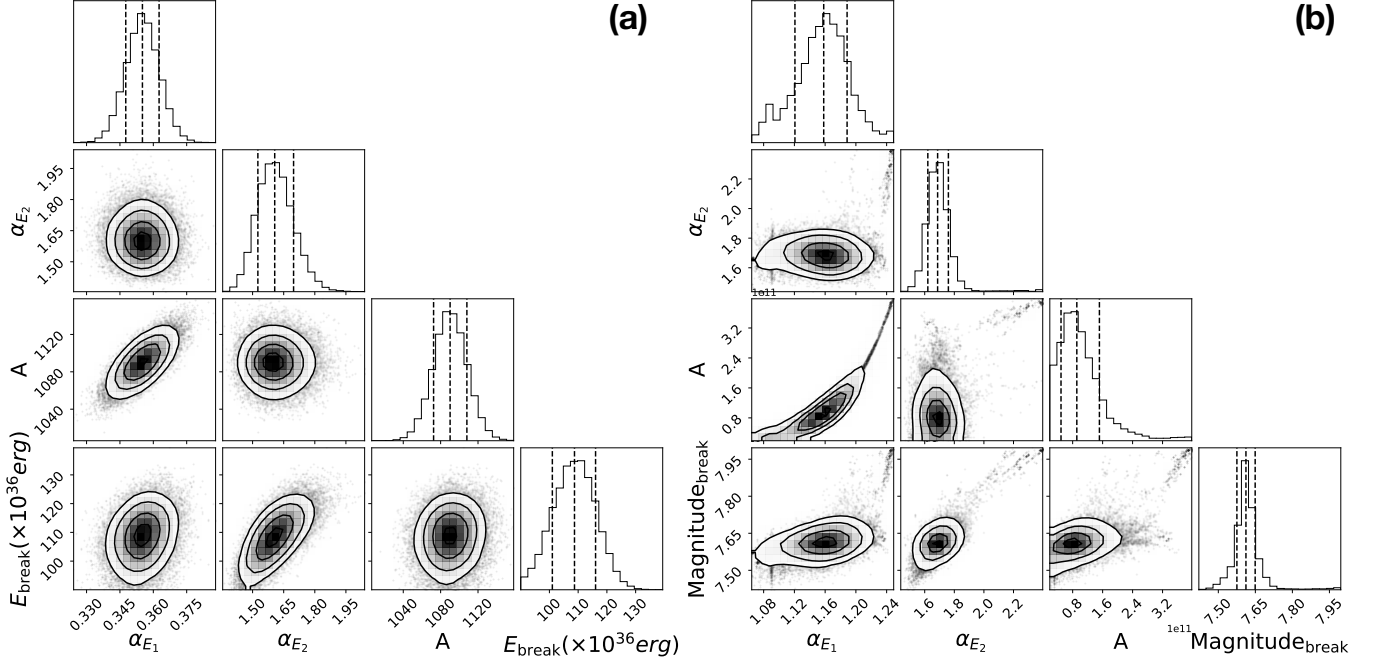 (a)
(b)
α_{E_2}
1.95
1.80
1.65
1.50
A
1120
1080
1040
E_{break}(×10^{36}erg)
130
120
110
100
0.330 0.345 0.360 0.375
α_{E_1}
1.50 1.65 1.80 1.95
α_{E_2}
1040 1080 1120
A
100 110 120 130
E_{break}(×10^{36}erg)
α_{E_2}
2.2
2.0
1.8
1.6
1e11
A
3.2
2.4
1.6
0.8
Magnitude_{break}
7.95
7.80
7.65
7.50
1.08 1.12 1.16 1.20 1.24
α_{E_1}
1.6 1.8 2.0 2.2
α_{E_2}
0.8 1.6 2.4 3.2
1e11
A
7.50 7.65 7.80 7.95
Magnitude_{break}